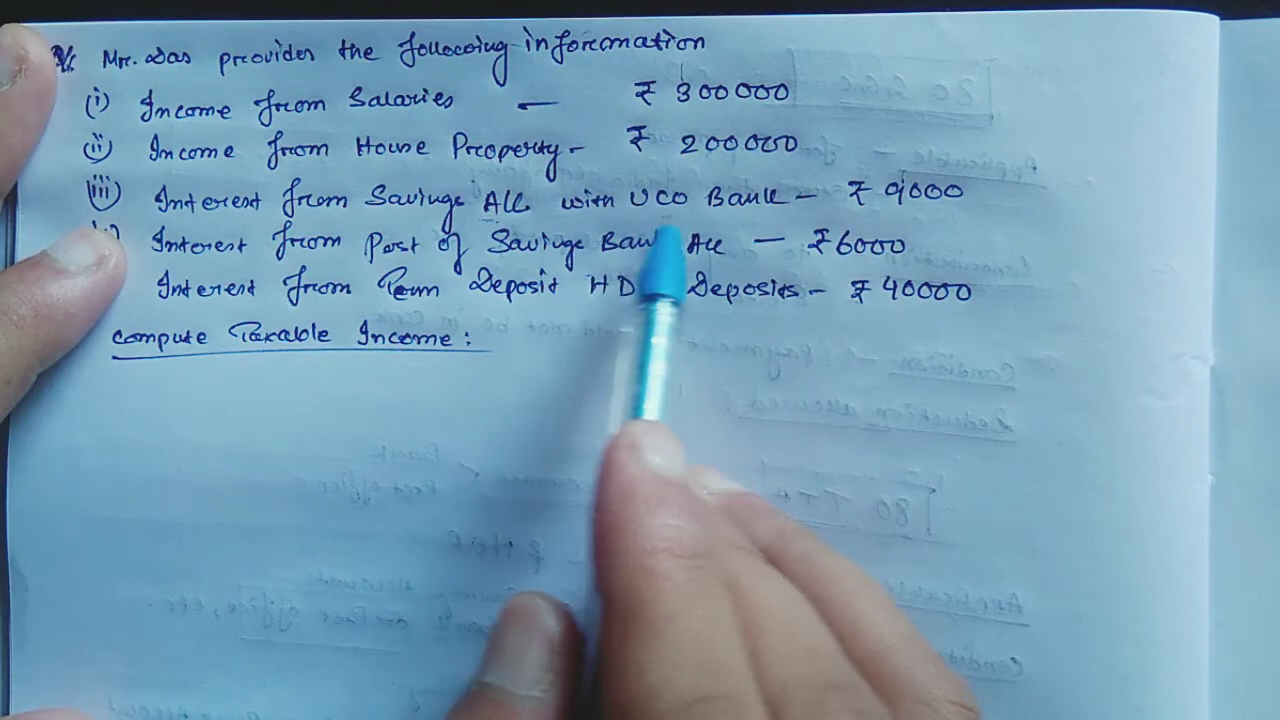 Mr. Das provides the following information
(i) Income from Salaries — ₹ 300000
(ii) Income from House Property - ₹ 200000
(iii) Interest from Savings A/c with UCO Bank - ₹ 9000
Interest from Post of Savings Bank A/c — ₹6000
Interest from Term Deposit HD Deposits - ₹ 40000
Compute Taxable Income: